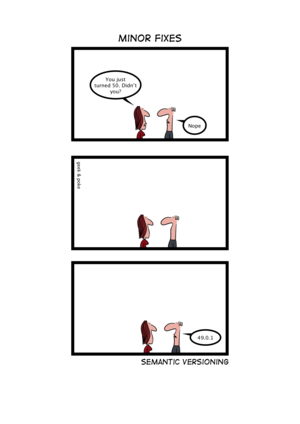 MINOR FIXES
You just
turned 50. Didn't
you?
Nope
geek & poke
49.0.1
SEMANTIC VERSIONING